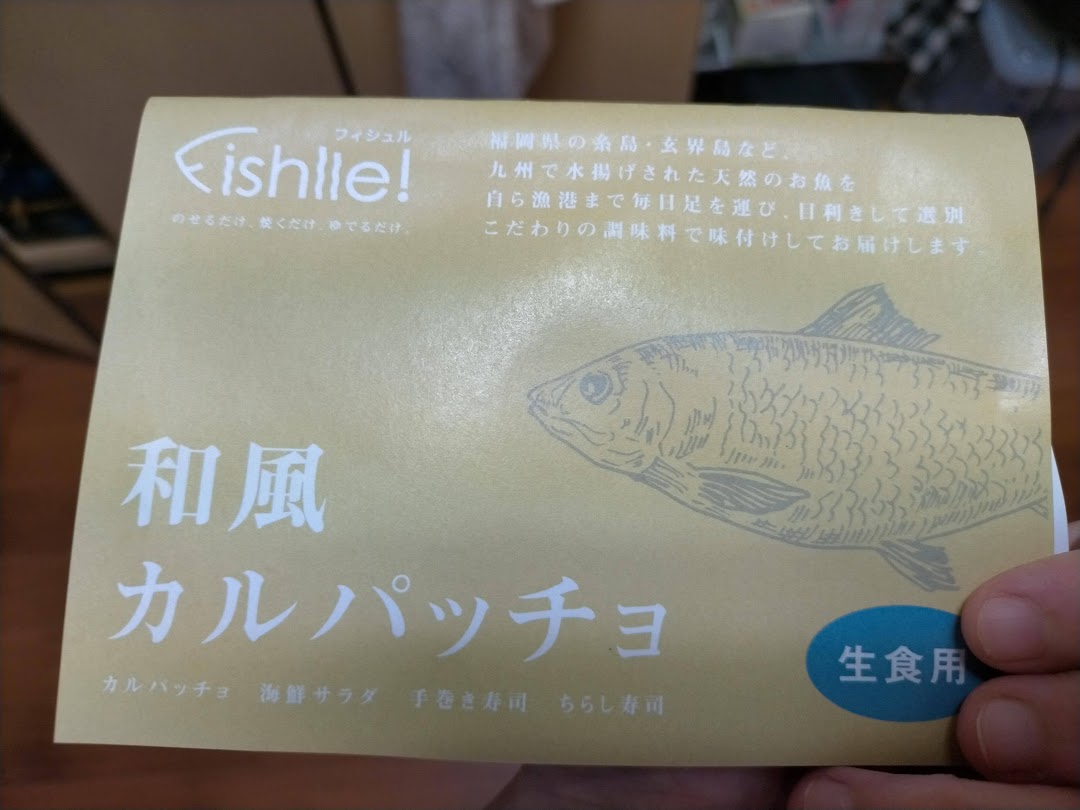 フィシュル
Fishlle!
のせるだけ、焼くだけ、ゆでるだけ。
福岡県の糸島・玄界島など、
九州で水揚げされた天然のお魚を
自ら漁港まで毎日足を運び、目利きして選別。
こだわりの調味料で味付けしてお届けします
和風
カルパッチョ
カルパッチョ 海鮮サラダ 手巻き寿司 ちらし寿司
生食用